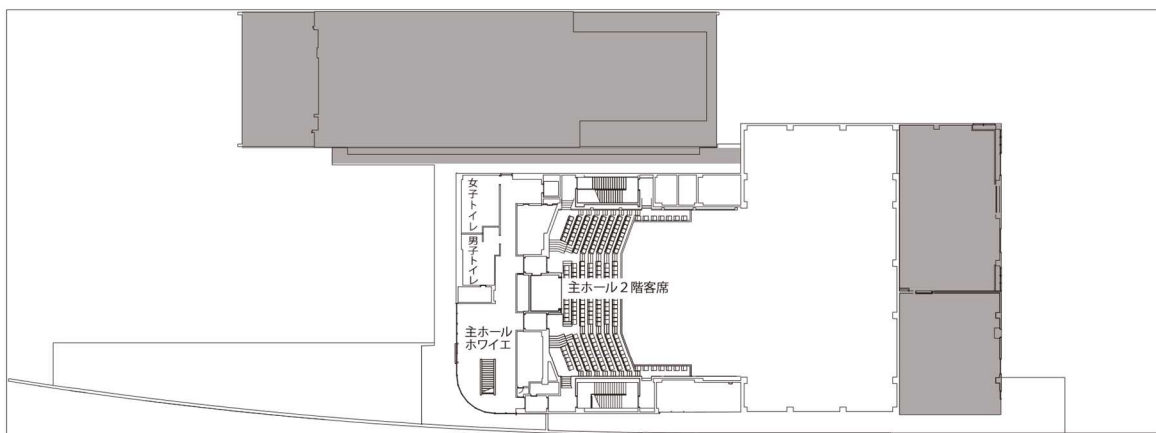 女子トイレ
男子トイレ
主ホール2階客席
主ホール
ホワイエ